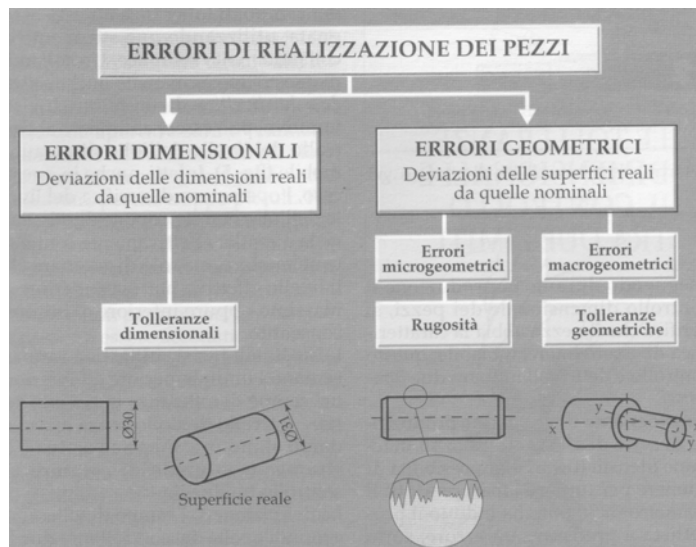 ERRORI DI REALIZZAZIONE DEI PEZZI
ERRORI DIMENSIONALI
Deviazioni delle dimensioni reali
da quelle nominali
ERRORI GEOMETRICI
Deviazioni delle superfici reali
da quelle nominali
Errori
microgeometrici
Errori
macrogeometrici
Tolleranze
dimensionali
Rugosità
Tolleranze
geometriche
Ø30
Ø31
Superficie reale
x
y
x
y